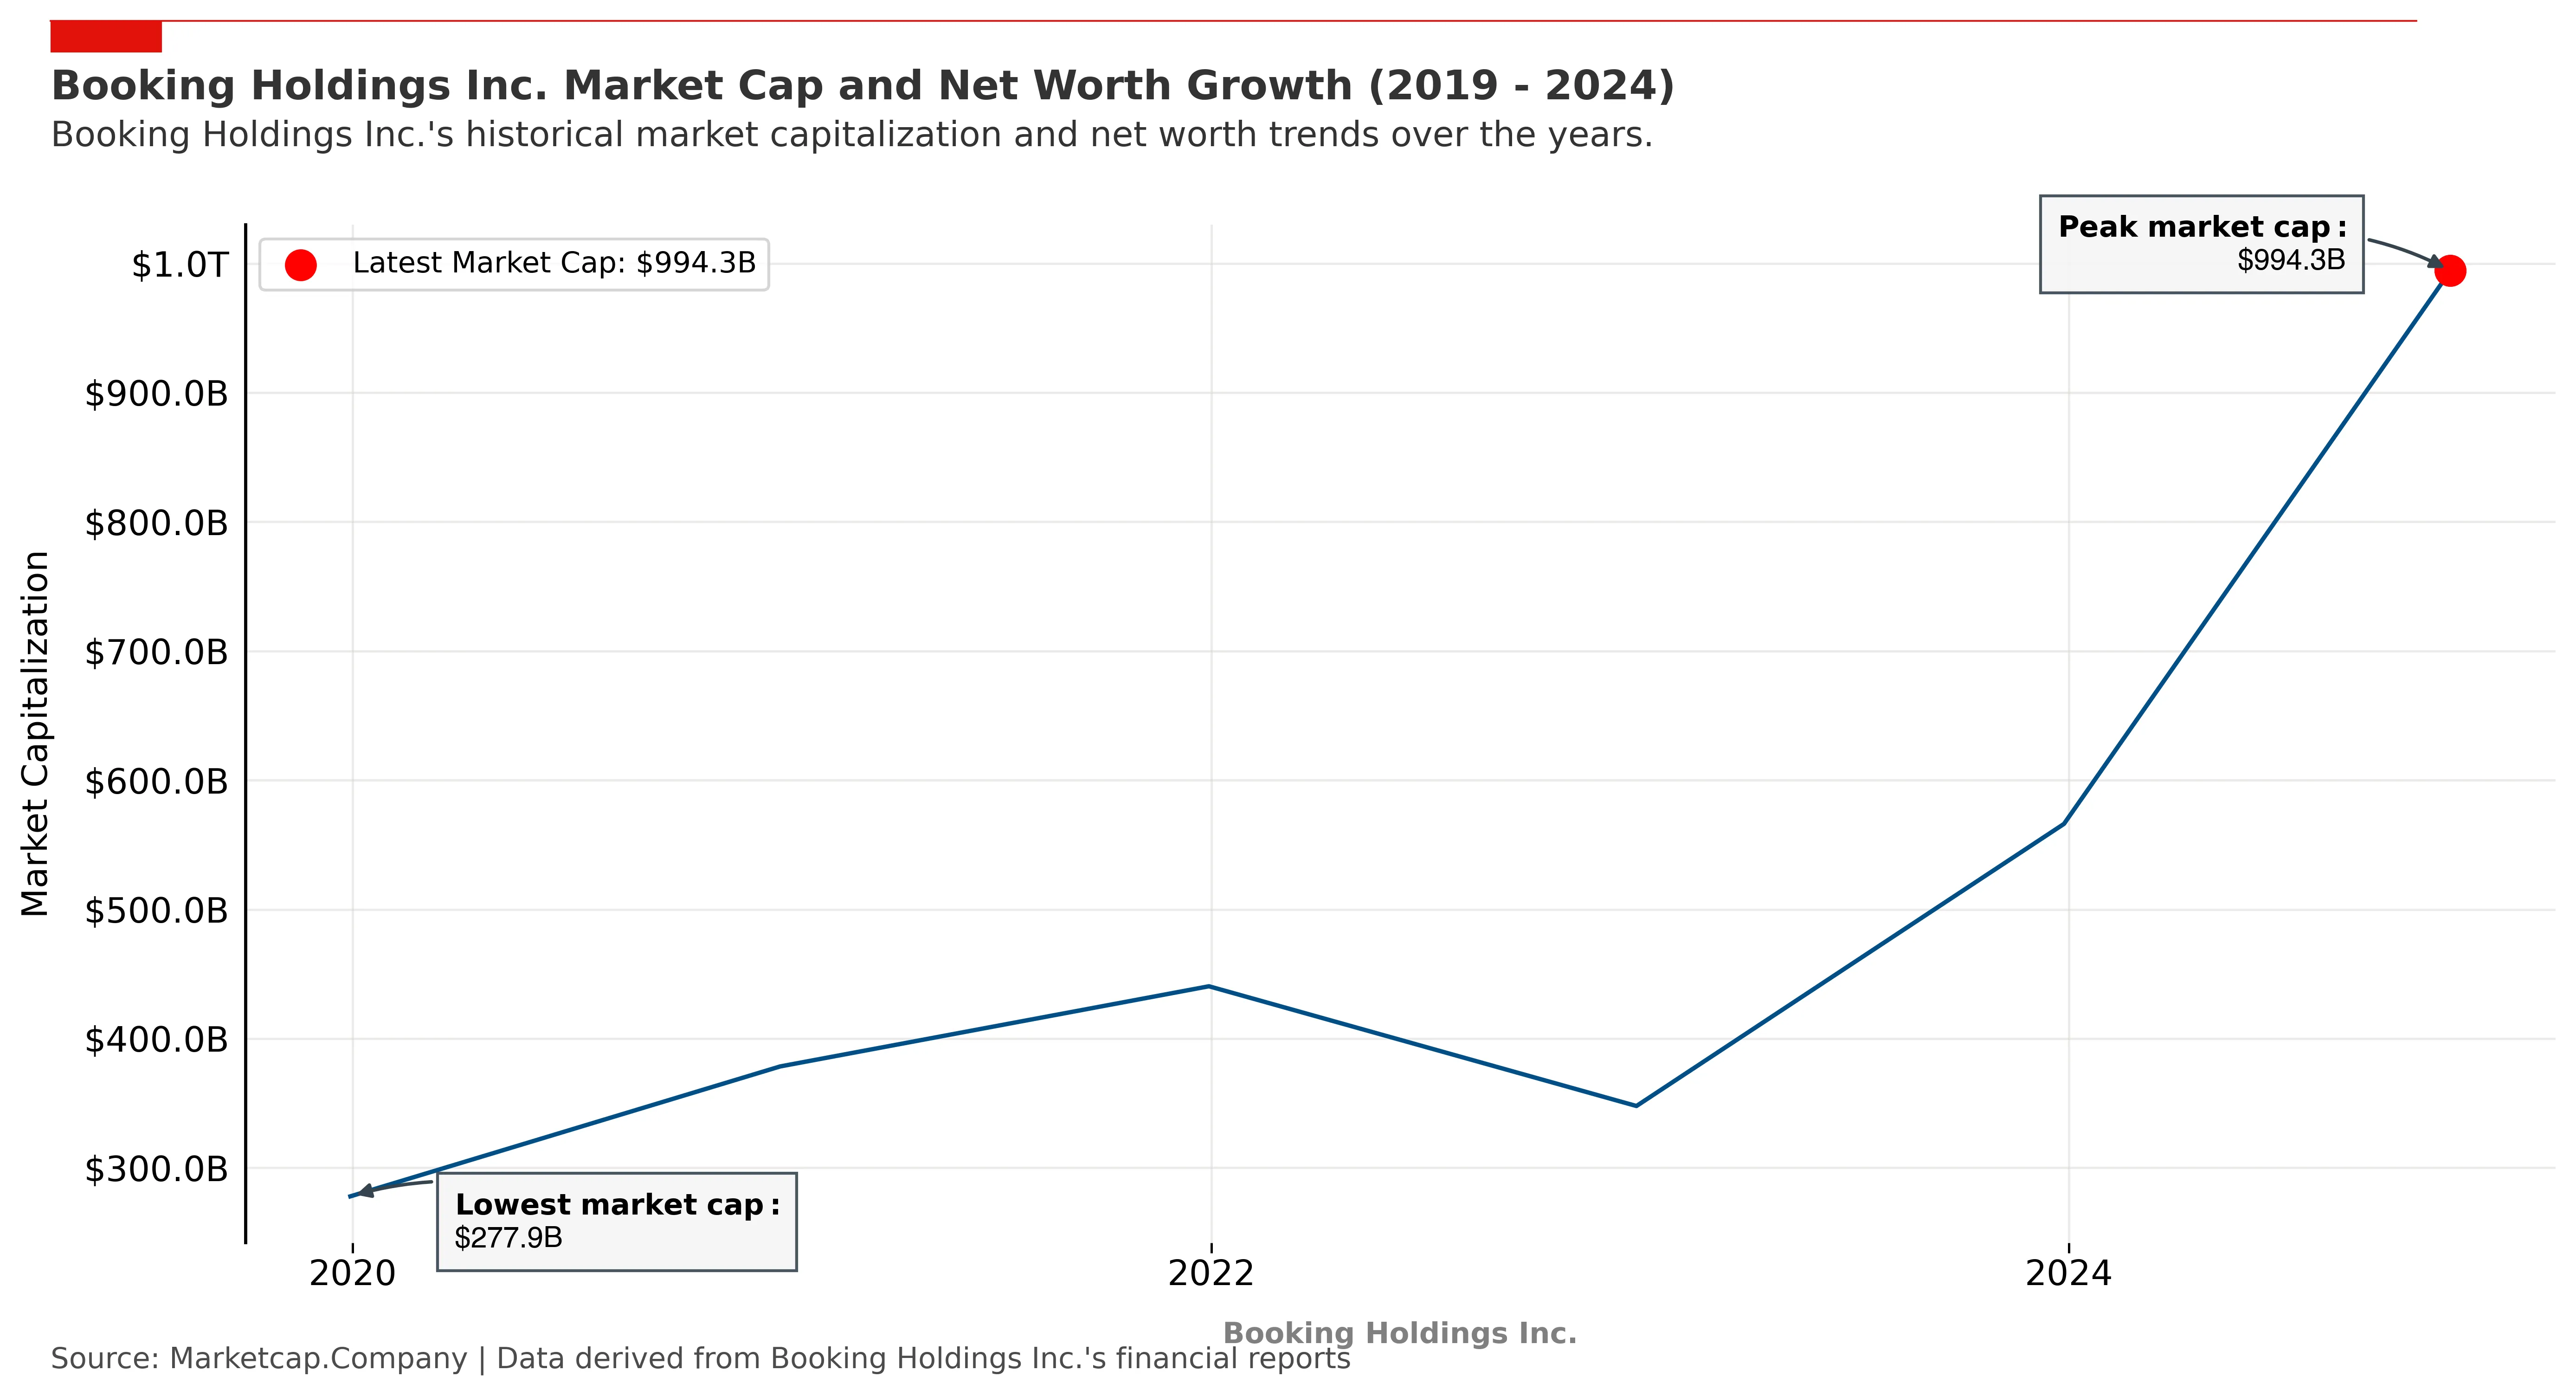 Booking Holdings Inc. Market Cap and Net Worth Growth (2019 - 2024)
Booking Holdings Inc.'s historical market capitalization and net worth trends over the years.
Peak market cap:
$994.3B
Latest Market Cap: $994.3B
$1.0T
$900.0B
$800.0B
$700.0B
$600.0B
$500.0B
$400.0B
$300.0B
Market Capitalization
Lowest market cap:
$277.9B
2020
2022
2024
Booking Holdings Inc.
Source: Marketcap.Company | Data derived from Booking Holdings Inc.'s financial reports